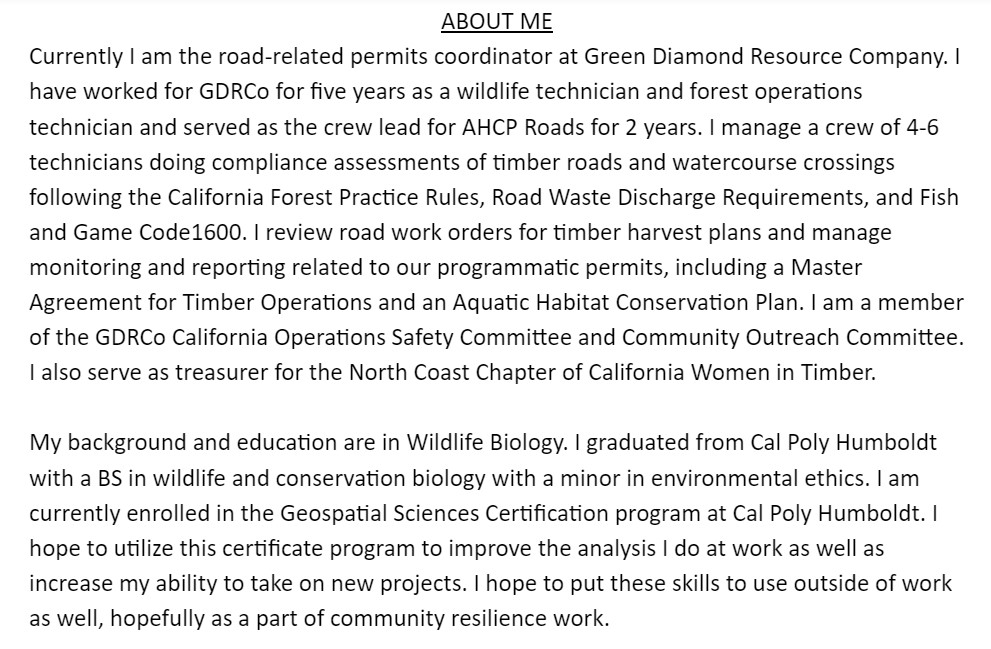 ABOUT ME
Currently I am the road-related permits coordinator at Green Diamond Resource Company. I
have worked for GDRCo for five years as a wildlife technician and forest operations
technician and served as the crew lead for AHCP Roads for 2 years. I manage a crew of 4-6
technicians doing compliance assessments of timber roads and watercourse crossings
following the California Forest Practice Rules, Road Waste Discharge Requirements, and Fish
and Game Code1600. I review road work orders for timber harvest plans and manage
monitoring and reporting related to our programmatic permits, including a Master
Agreement for Timber Operations and an Aquatic Habitat Conservation Plan. I am a member
of the GDRCo California Operations Safety Committee and Community Outreach Committee.
I also serve as treasurer for the North Coast Chapter of California Women in Timber.
My background and education are in Wildlife Biology. I graduated from Cal Poly Humboldt
with a BS in wildlife and conservation biology with a minor in environmental ethics. I am
currently enrolled in the Geospatial Sciences Certification program at Cal Poly Humboldt. I
hope to utilize this certificate program to improve the analysis I do at work as well as
increase my ability to take on new projects. I hope to put these skills to use outside of work
as well, hopefully as a part of community resilience work.